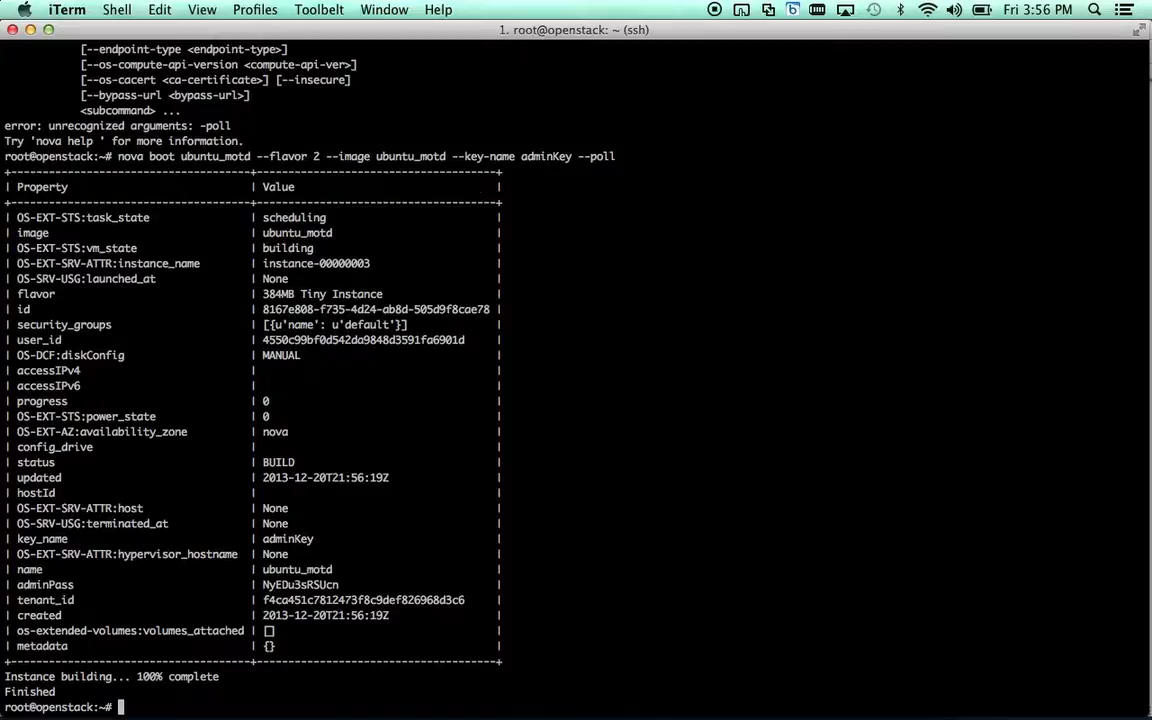 iTerm Shell Edit View Profiles Toolbelt Window Help Fri 3:56 PM
1. root@openstack: ~ (ssh)
[--endpoint-type <endpoint-type>]
[--os-compute-api-version <compute-api-ver>]
[--os-cacert <ca-certificate>] [--insecure]
[--bypass-url <bypass-url>]
<subcommand> ...
error: unrecognized arguments: -poll
Try 'nova help ' for more information.
root@openstack:~# nova boot ubuntu_motd --flavor 2 --image ubuntu_motd --key-name adminKey --poll
| Property | Value |
| OS-EXT-STS:task_state | scheduling |
| image | ubuntu_motd |
| OS-EXT-STS:vm_state | building |
| OS-EXT-SRV-ATTR:instance_name | instance-00000003 |
| OS-SRV-USG:launched_at | None |
| flavor | 384MB Tiny Instance |
| id | 8167e808-f735-4d24-ab8d-505d9f8cae78 |
| security_groups | [{u'name': u'default'}] |
| user_id | 4550c99bf0d542da9848d3591fa6901d |
| OS-DCF:diskConfig | MANUAL |
| accessIPv4 | |
| accessIPv6 | |
| progress | 0 |
| OS-EXT-STS:power_state | 0 |
| OS-EXT-AZ:availability_zone | nova |
| config_drive | |
| status | BUILD |
| updated | 2013-12-20T21:56:19Z |
| hostId | |
| OS-EXT-SRV-ATTR:host | None |
| OS-SRV-USG:terminated_at | None |
| key_name | adminKey |
| OS-EXT-SRV-ATTR:hypervisor_hostname | None |
| name | ubuntu_motd |
| adminPass | NyEDu3sRSUcn |
| tenant_id | f4ca451c7812473f8c9def826968d3c6 |
| created | 2013-12-20T21:56:19Z |
| os-extended-volumes:volumes_attached | [] |
| metadata | {} |
Instance building... 100% complete
Finished
root@openstack:~#